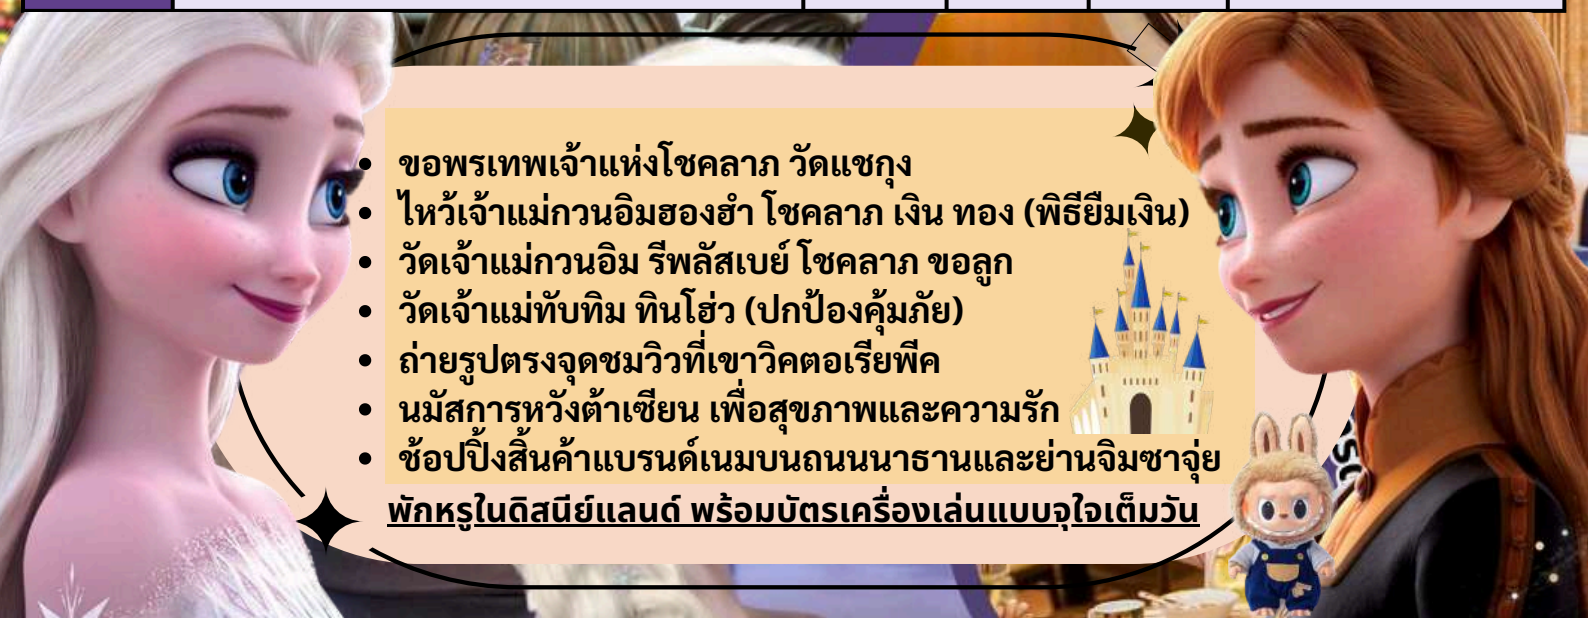 • ขอพรเทพเจ้าแห่งโชคลาภ วัดแชกุง
• ไหว้เจ้าแม่กวนอิมฮองฮำ โชคลาภ เงิน ทอง (พิธียืมเงิน)
• วัดเจ้าแม่กวนอิม รีพลัสเบย์ โชคลาภ ขอลูก
• วัดเจ้าแม่ทับทิม ทินโฮ่ว (ปกป้องคุ้มภัย)
• ถ่ายรูปตรงจุดชมวิวที่เขาวิคตอเรียพีค
• นมัสการหวังต้าเซียน เพื่อสุขภาพและความรัก
• ช้อปปิ้งสิ้นค้าแบรนด์เนมบนถนนนาธานและย่านจิมซาจุ่ย
พักหรูในดิสนีย์แลนด์ พร้อมบัตรเครื่องเล่นแบบจุใจเต็มวัน